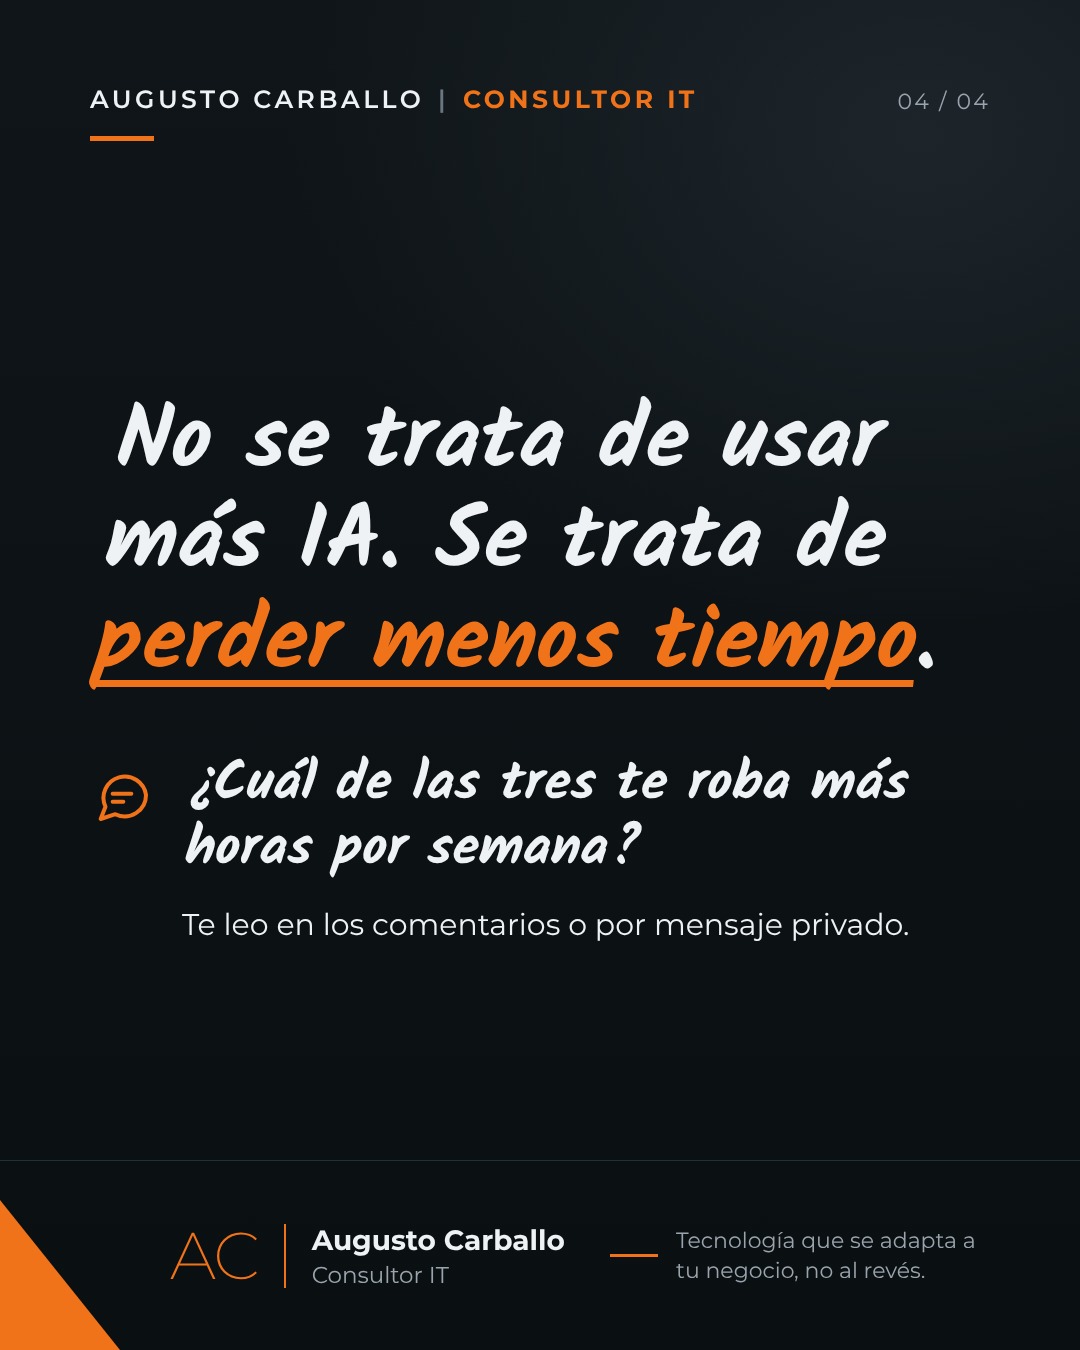 AUGUSTO CARBALLO | CONSULTOR IT
04 / 04
No se trata de usar
más IA. Se trata de
perder menos tiempo.
¿Cuál de las tres te roba más
horas por semana?
Te leo en los comentarios o por mensaje privado.
AC
Augusto Carballo
Consultor IT
Tecnología que se adapta a
tu negocio, no al revés.